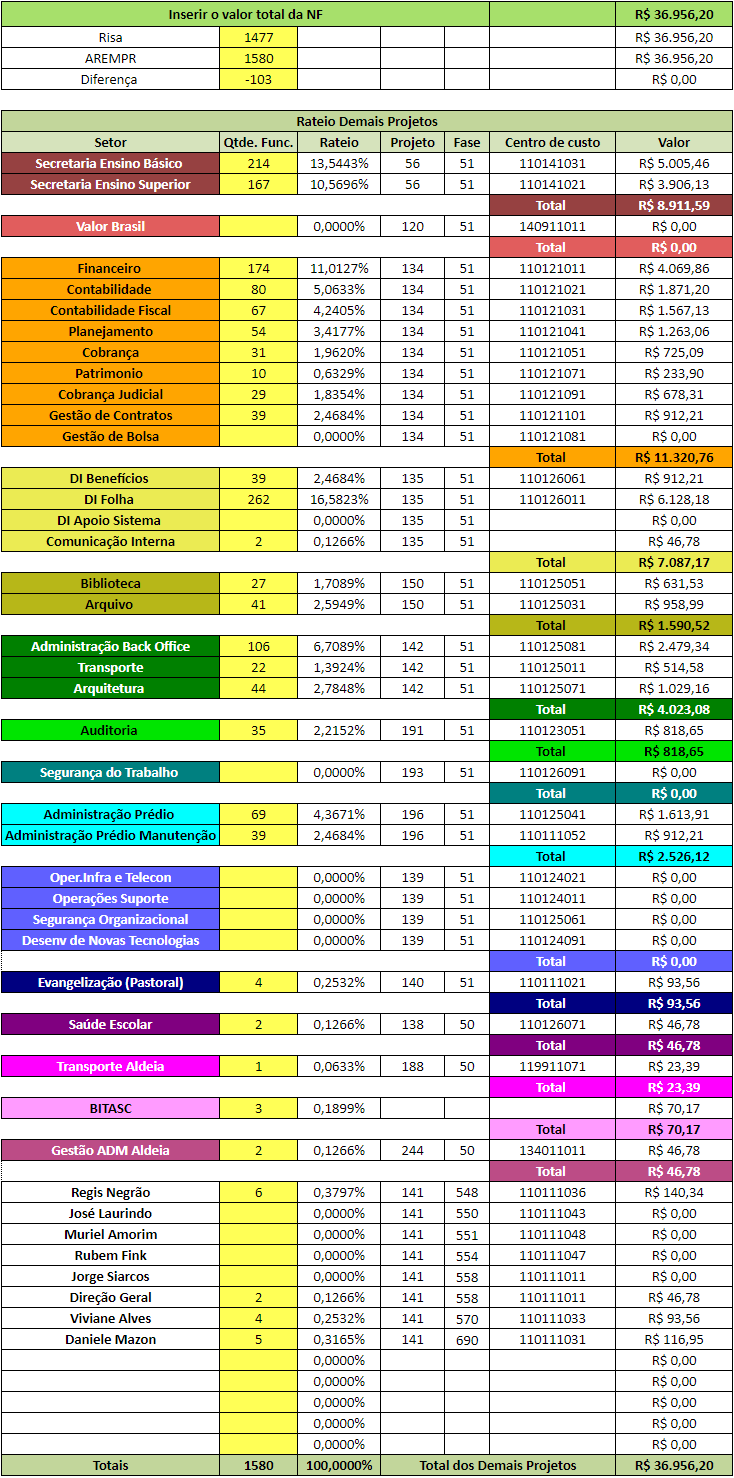 Inserir o valor total da NF R$ 36.956,20
Risa 1477 R$ 36.956,20
AREMPR 1580 R$ 36.956,20
Diferença -103 R$ 0,00
Rateio Demais Projetos
Setor Qtde. Func. Rateio Projeto Fase Centro de custo Valor
Secretaria Ensino Básico 214 13,5443% 56 51 110141031 R$ 5.005,46
Secretaria Ensino Superior 167 10,5696% 56 51 110141021 R$ 3.906,13
Total R$ 8.911,59
Valor Brasil 0,0000% 120 51 140911011 R$ 0,00
Total R$ 0,00
Financeiro 174 11,0127% 134 51 110121011 R$ 4.069,86
Contabilidade 80 5,0633% 134 51 110121021 R$ 1.871,20
Contabilidade Fiscal 67 4,2405% 134 51 110121031 R$ 1.567,13
Planejamento 54 3,4177% 134 51 110121041 R$ 1.263,06
Cobrança 31 1,9620% 134 51 110121051 R$ 725,09
Patrimonio 10 0,6329% 134 51 110121071 R$ 233,90
Cobrança Judicial 29 1,8354% 134 51 110121091 R$ 678,31
Gestão de Contratos 39 2,4684% 134 51 110121101 R$ 912,21
Gestão de Bolsa 0,0000% 134 51 110121081 R$ 0,00
Total R$ 11.320,76
DI Benefícios 39 2,4684% 135 51 110126061 R$ 912,21
DI Folha 262 16,5823% 135 51 110126011 R$ 6.128,18
DI Apoio Sistema 0,0000% 135 51 R$ 0,00
Comunicação Interna 2 0,1266% 135 51 R$ 46,78
Total R$ 7.087,17
Biblioteca 27 1,7089% 150 51 110125051 R$ 631,53
Arquivo 41 2,5949% 150 51 110125031 R$ 958,99
Total R$ 1.590,52
Administração Back Office 106 6,7089% 142 51 110125081 R$ 2.479,34
Transporte 22 1,3924% 142 51 110125011 R$ 514,58
Arquitetura 44 2,7848% 142 51 110125071 R$ 1.029,16
Total R$ 4.023,08
Auditoria 35 2,2152% 191 51 110123051 R$ 818,65
Total R$ 818,65
Segurança do Trabalho 0,0000% 193 51 110126091 R$ 0,00
Total R$ 0,00
Administração Prédio 69 4,3671% 196 51 110125041 R$ 1.613,91
Administração Prédio Manutenção 39 2,4684% 196 51 110111052 R$ 912,21
Total R$ 2.526,12
Oper.Infra e Telecon 0,0000% 139 51 110124021 R$ 0,00
Operações Suporte 0,0000% 139 51 110124011 R$ 0,00
Segurança Organizacional 0,0000% 139 51 110125061 R$ 0,00
Desenv de Novas Tecnologias 0,0000% 139 51 110124091 R$ 0,00
Total R$ 0,00
Evangelização (Pastoral) 4 0,2532% 140 51 110111021 R$ 93,56
Total R$ 93,56
Saúde Escolar 2 0,1266% 138 50 110126071 R$ 46,78
Total R$ 46,78
Transporte Aldeia 1 0,0633% 188 50 119911071 R$ 23,39
Total R$ 23,39
BITASC 3 0,1899% R$ 70,17
Total R$ 70,17
Gestão ADM Aldeia 2 0,1266% 244 50 134011011 R$ 46,78
Total R$ 46,78
Regis Negrão 6 0,3797% 141 548 110111036 R$ 140,34
José Laurindo 0,0000% 141 550 110111043 R$ 0,00
Muriel Amorim 0,0000% 141 551 110111048 R$ 0,00
Rubem Fink 0,0000% 141 554 110111047 R$ 0,00
Jorge Siarcos 0,0000% 141 558 110111011 R$ 0,00
Direção Geral 2 0,1266% 141 558 110111011 R$ 46,78
Viviane Alves 4 0,2532% 141 570 110111033 R$ 93,56
Daniele Mazon 5 0,3165% 141 690 110111031 R$ 116,95
0,0000% R$ 0,00
0,0000% R$ 0,00
0,0000% R$ 0,00
0,0000% R$ 0,00
0,0000% R$ 0,00
Totais 1580 100,0000% Total dos Demais Projetos R$ 36.956,20